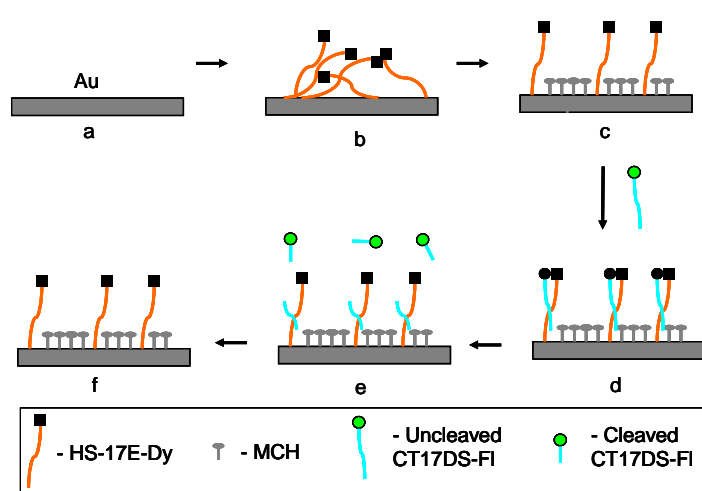 Au
a
b
c
f
e
d
- HS-17E-Dy
- MCH
- Uncleaved
CT17DS-Fl
- Cleaved
CT17DS-Fl